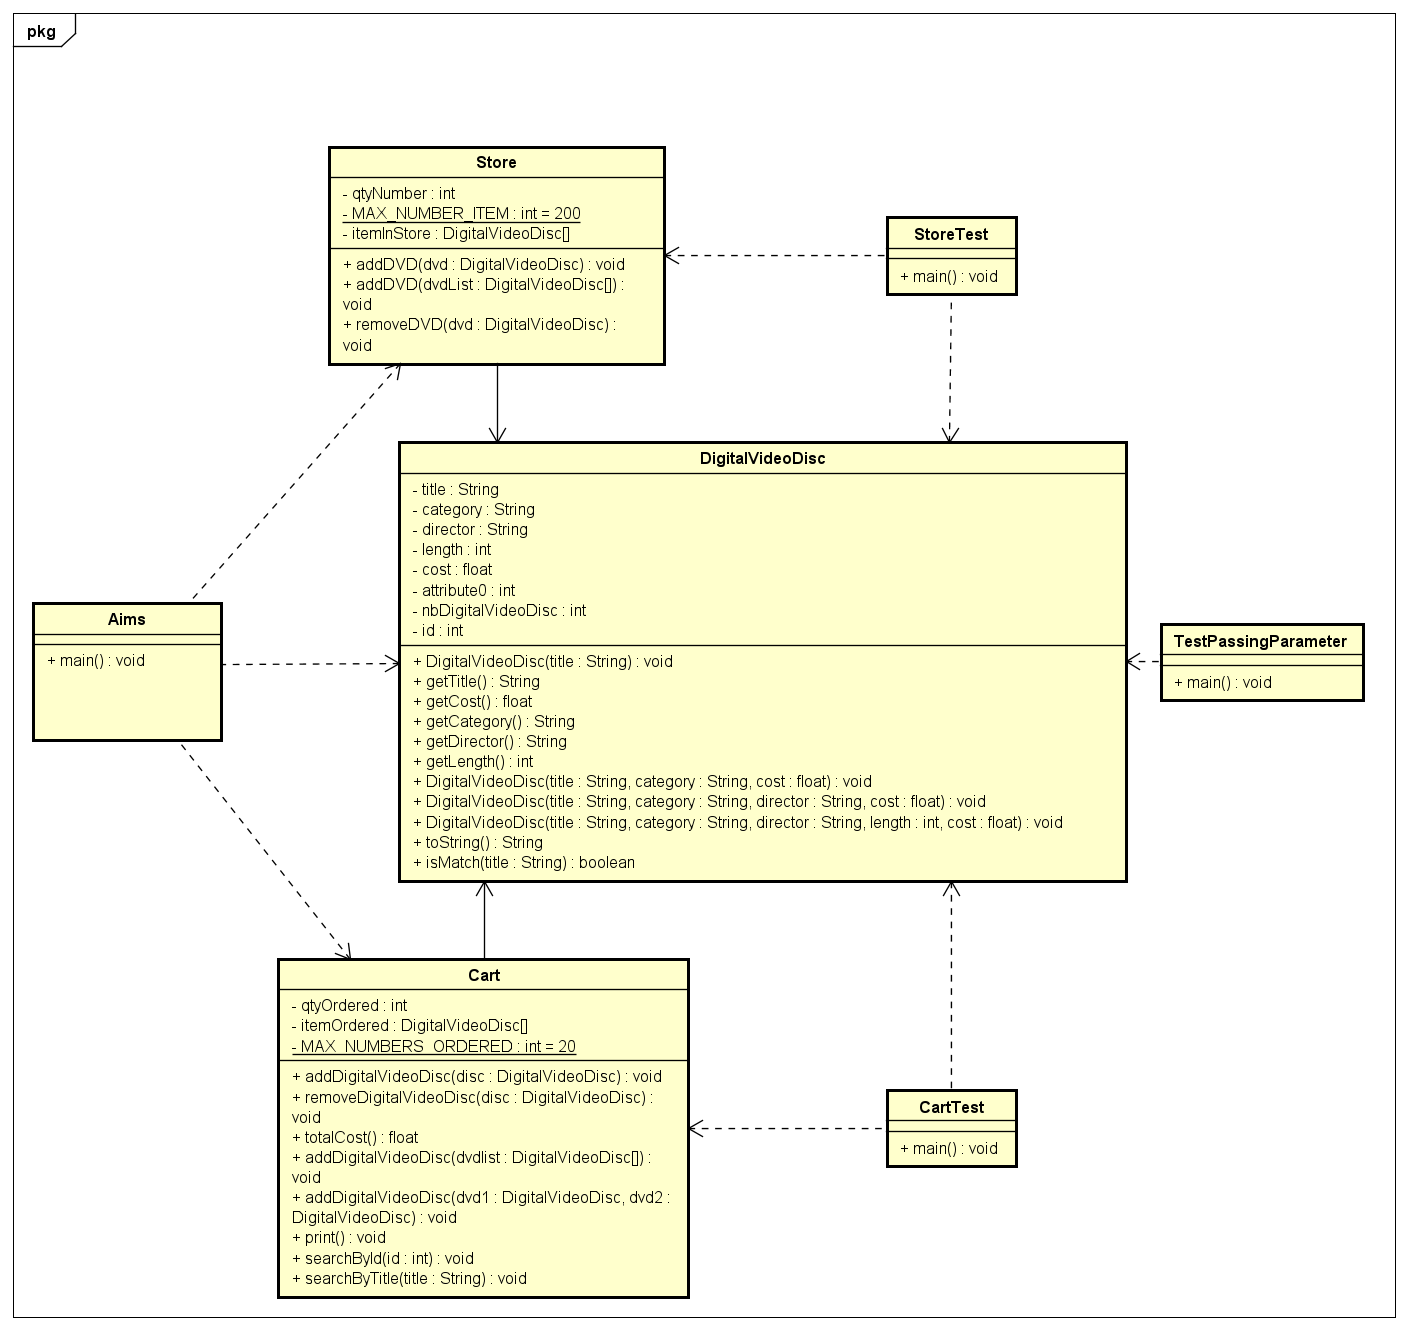 pkg
Store
- qtyNumber : int
- MAX_NUMBER_ITEM : int = 200
- itemInStore : DigitalVideoDisc[]
+ addDVD(dvd : DigitalVideoDisc) : void
+ addDVD(dvdList : DigitalVideoDisc[]) :
void
+ removeDVD(dvd : DigitalVideoDisc) :
void
StoreTest
+ main() : void
DigitalVideoDisc
- title : String
- category : String
- director : String
- length : int
- cost : float
- attribute0 : int
- nbDigitalVideoDisc : int
- id : int
+ DigitalVideoDisc(title : String) : void
+ getTitle() : String
+ getCost() : float
+ getCategory() : String
+ getDirector() : String
+ getLength() : int
+ DigitalVideoDisc(title : String, category : String, cost : float) : void
+ DigitalVideoDisc(title : String, category : String, director : String, cost : float) : void
+ DigitalVideoDisc(title : String, category : String, director : String, length : int, cost : float) : void
+ toString() : String
+ isMatch(title : String) : boolean
Aims
+ main() : void
TestPassingParameter
+ main() : void
Cart
- qtyOrdered : int
- itemOrdered : DigitalVideoDisc[]
- MAX_NUMBERS_ORDERED : int = 20
+ addDigitalVideoDisc(disc : DigitalVideoDisc) : void
+ removeDigitalVideoDisc(disc : DigitalVideoDisc) :
void
+ totalCost() : float
+ addDigitalVideoDisc(dvdlist : DigitalVideoDisc[]) :
void
+ addDigitalVideoDisc(dvd1 : DigitalVideoDisc, dvd2 :
DigitalVideoDisc) : void
+ print() : void
+ searchById(id : int) : void
+ searchByTitle(title : String) : void
CartTest
+ main() : void